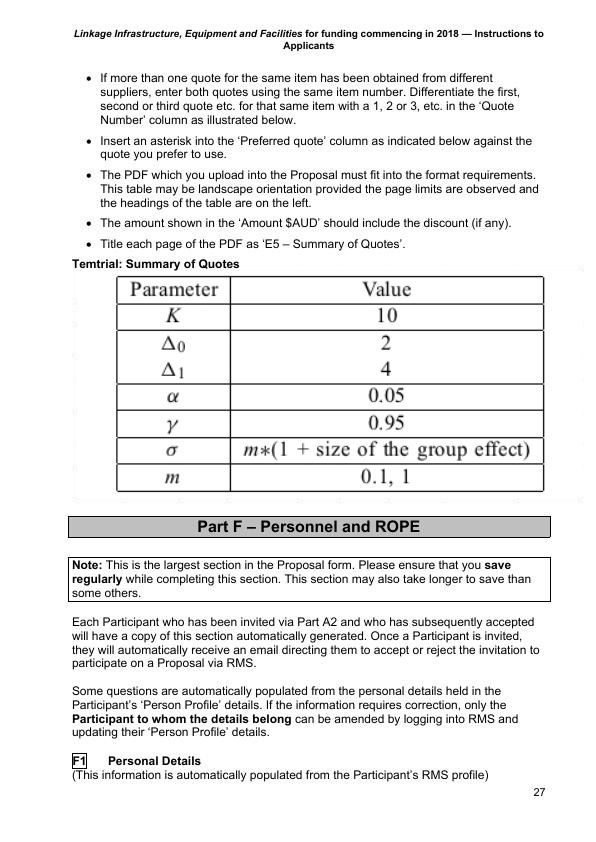 Linkage Infrastructure, Equipment and Facilities for funding commencing in 2018 — Instructions to
Applicants
• If more than one quote for the same item has been obtained from different
suppliers, enter both quotes using the same item number. Differentiate the first,
second or third quote etc. for that same item with a 1, 2 or 3, etc. in the ‘Quote
Number’ column as illustrated below.
• Insert an asterisk into the ‘Preferred quote’ column as indicated below against the
quote you prefer to use.
• The PDF which you upload into the Proposal must fit into the format requirements.
This table may be landscape orientation provided the page limits are observed and
the headings of the table are on the left.
• The amount shown in the ‘Amount $AUD’ should include the discount (if any).
• Title each page of the PDF as ‘E5 – Summary of Quotes’.
Temtrial: Summary of Quotes
Parameter Value
K 10
Δ0 2
Δ1 4
α 0.05
γ 0.95
σ m*(1 + size of the group effect)
m 0.1, 1
Part F – Personnel and ROPE
Note: This is the largest section in the Proposal form. Please ensure that you save
regularly while completing this section. This section may also take longer to save than
some others.
Each Participant who has been invited via Part A2 and who has subsequently accepted
will have a copy of this section automatically generated. Once a Participant is invited,
they will automatically receive an email directing them to accept or reject the invitation to
participate on a Proposal via RMS.
Some questions are automatically populated from the personal details held in the
Participant’s ‘Person Profile’ details. If the information requires correction, only the
Participant to whom the details belong can be amended by logging into RMS and
updating their ‘Person Profile’ details.
F1 Personal Details
(This information is automatically populated from the Participant’s RMS profile)
27